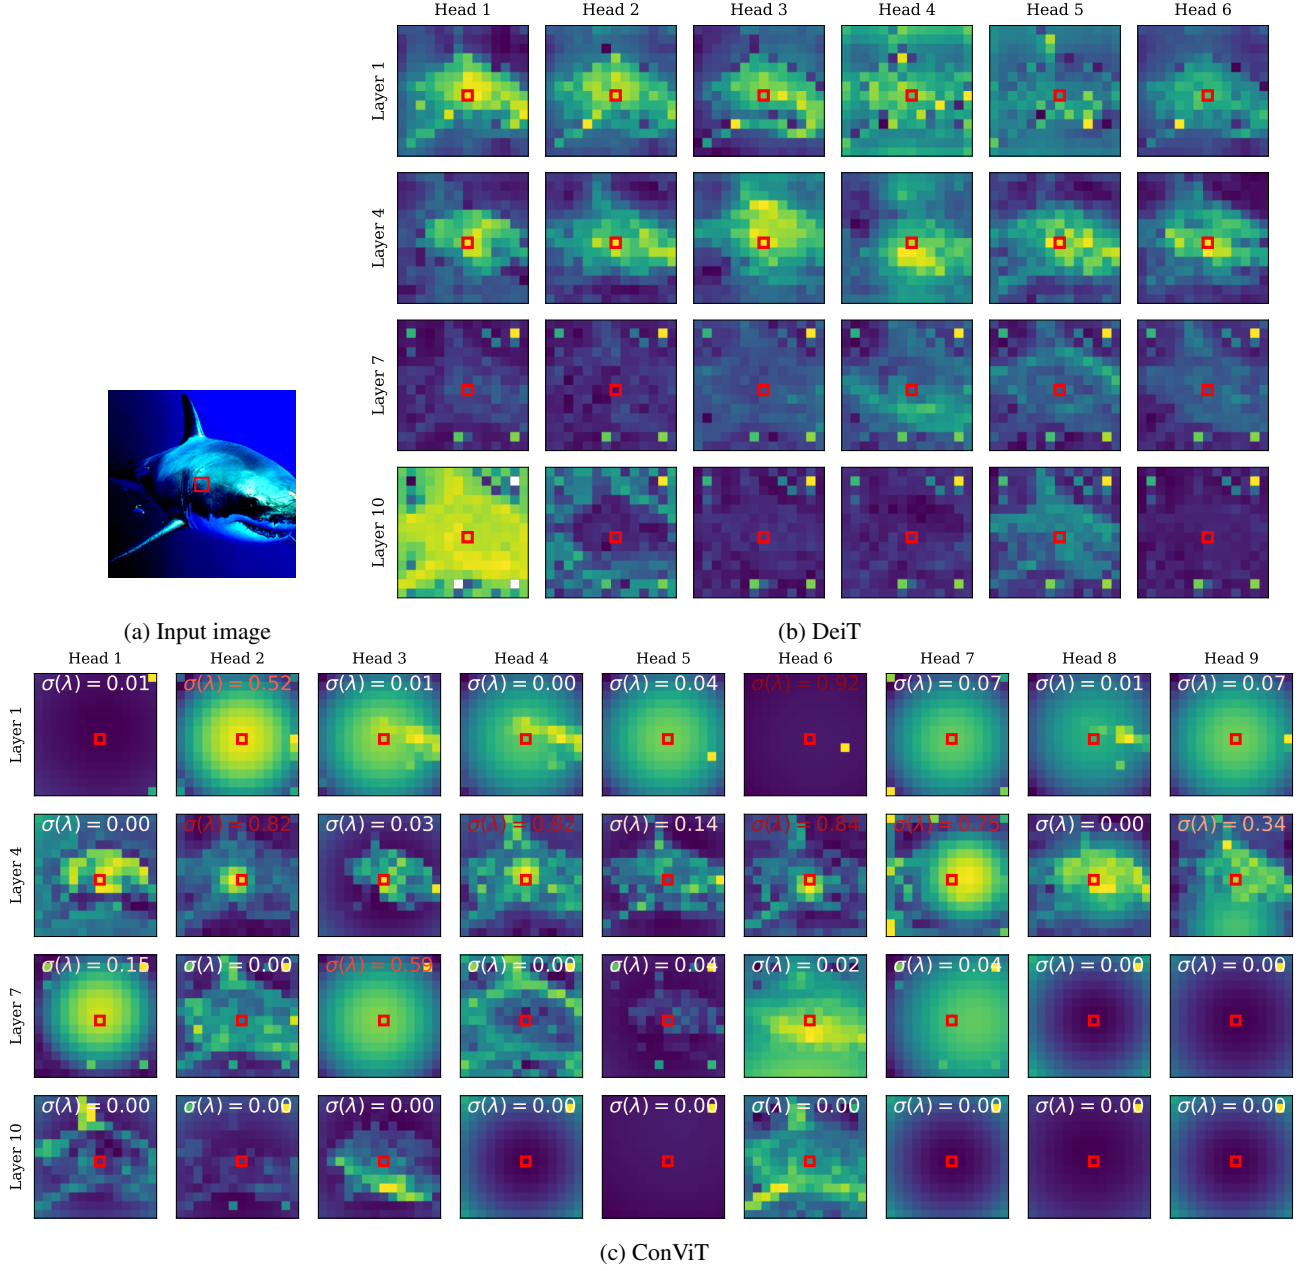 Head 1 Head 2 Head 3 Head 4 Head 5 Head 6
Layer 1
Layer 4
Layer 7
Layer 10
(a) Input image
(b) DeiT
Head 1 Head 2 Head 3 Head 4 Head 5 Head 6 Head 7 Head 8 Head 9
Layer 1
σ(λ) = 0.01 σ(λ) = 0.52 σ(λ) = 0.01 σ(λ) = 0.00 σ(λ) = 0.04 σ(λ) = 0.92 σ(λ) = 0.07 σ(λ) = 0.01 σ(λ) = 0.07
Layer 4
σ(λ) = 0.00 σ(λ) = 0.82 σ(λ) = 0.03 σ(λ) = 0.82 σ(λ) = 0.14 σ(λ) = 0.84 σ(λ) = 0.75 σ(λ) = 0.00 σ(λ) = 0.34
Layer 7
σ(λ) = 0.15 σ(λ) = 0.00 σ(λ) = 0.59 σ(λ) = 0.00 σ(λ) = 0.04 σ(λ) = 0.02 σ(λ) = 0.04 σ(λ) = 0.00 σ(λ) = 0.00
Layer 10
σ(λ) = 0.00 σ(λ) = 0.00 σ(λ) = 0.00 σ(λ) = 0.00 σ(λ) = 0.00 σ(λ) = 0.00 σ(λ) = 0.00 σ(λ) = 0.00 σ(λ) = 0.00
(c) ConViT